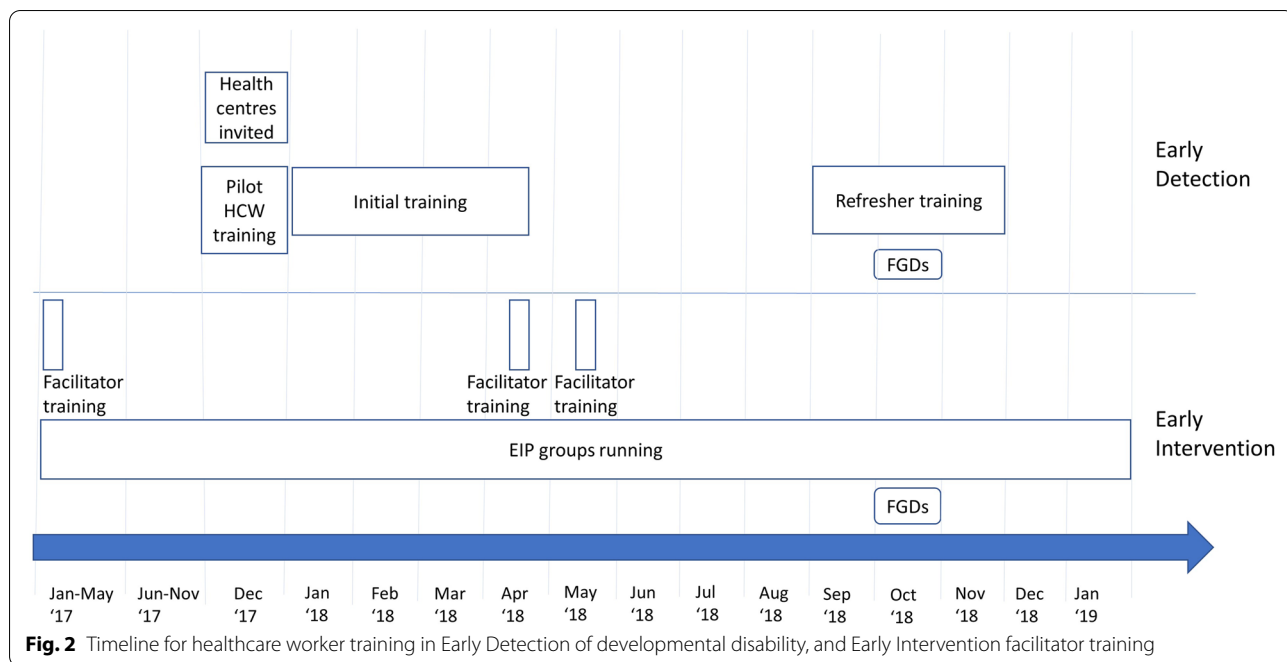 Health
centres
invited
Pilot
HCW
training
Initial training
Refresher training
FGDs
Early
Detection
Facilitator
training
Facilitator
training
Facilitator
training
EIP groups running
FGDs
Early
Intervention
Jan-May
‘17
Jun-Nov
‘17
Dec
‘17
Jan
‘18
Feb
‘18
Mar
‘18
Apr
‘18
May
‘18
Jun
‘18
Jul
‘18
Aug
‘18
Sep
‘18
Oct
‘18
Nov
‘18
Dec
‘18
Jan
‘19
Fig. 2 Timeline for healthcare worker training in Early Detection of developmental disability, and Early Intervention facilitator training